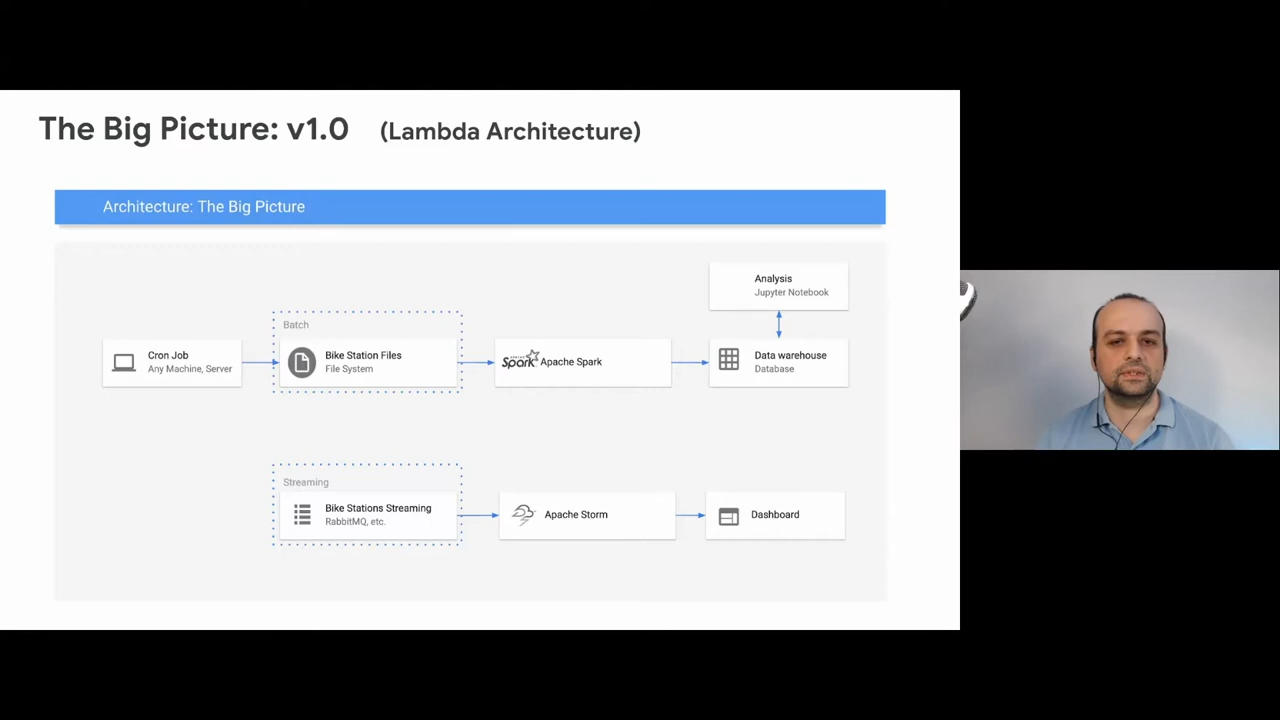 The Big Picture: v1.0 (Lambda Architecture)
Architecture: The Big Picture
Analysis
Jupyter Notebook
Batch
Cron Job
Any Machine, Server
Bike Station Files
File System
Spark
Apache Spark
Data warehouse
Database
Streaming
Bike Stations Streaming
RabbitMQ, etc.
Apache Storm
Dashboard